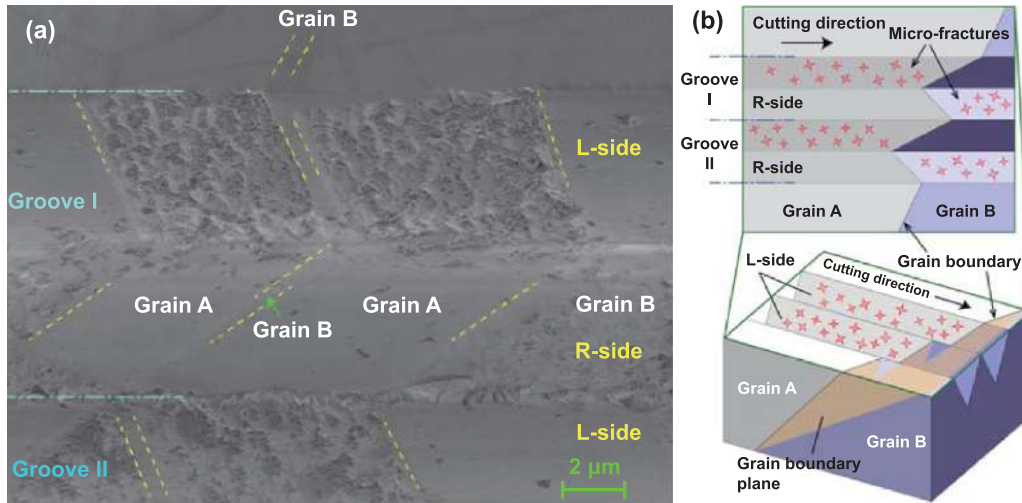 (a)
Grain B
L-side
Groove I
Grain A
Grain A
Grain B
Grain B
R-side
L-side
Groove II
2 μm
(b)
Cutting direction
Micro-fractures
Groove
I
R-side
Groove
II
R-side
Grain A
Grain B
Grain boundary
L-side
Cutting direction
Grain A
Grain B
Grain boundary
plane